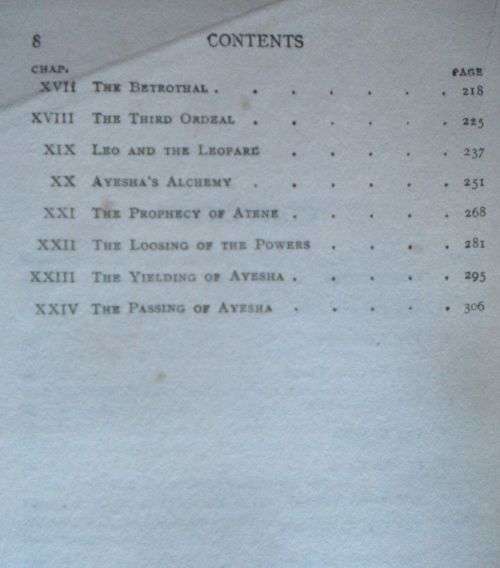 8 CONTENTS
CHAP. PAGE
XVII THE BETROTHAL . . . . . . . 218
XVIII THE THIRD ORDEAL . . . . . . 225
XIX LEO AND THE LEOPARD . . . . . 237
XX AYESHA'S ALCHEMY . . . . . . 251
XXI THE PROPHECY OF ATENE . . . . . 268
XXII THE LOOSING OF THE POWERS . . . . 281
XXIII THE YIELDING OF AYESHA . . . . . 295
XXIV THE PASSING OF AYESHA . . . . . 306